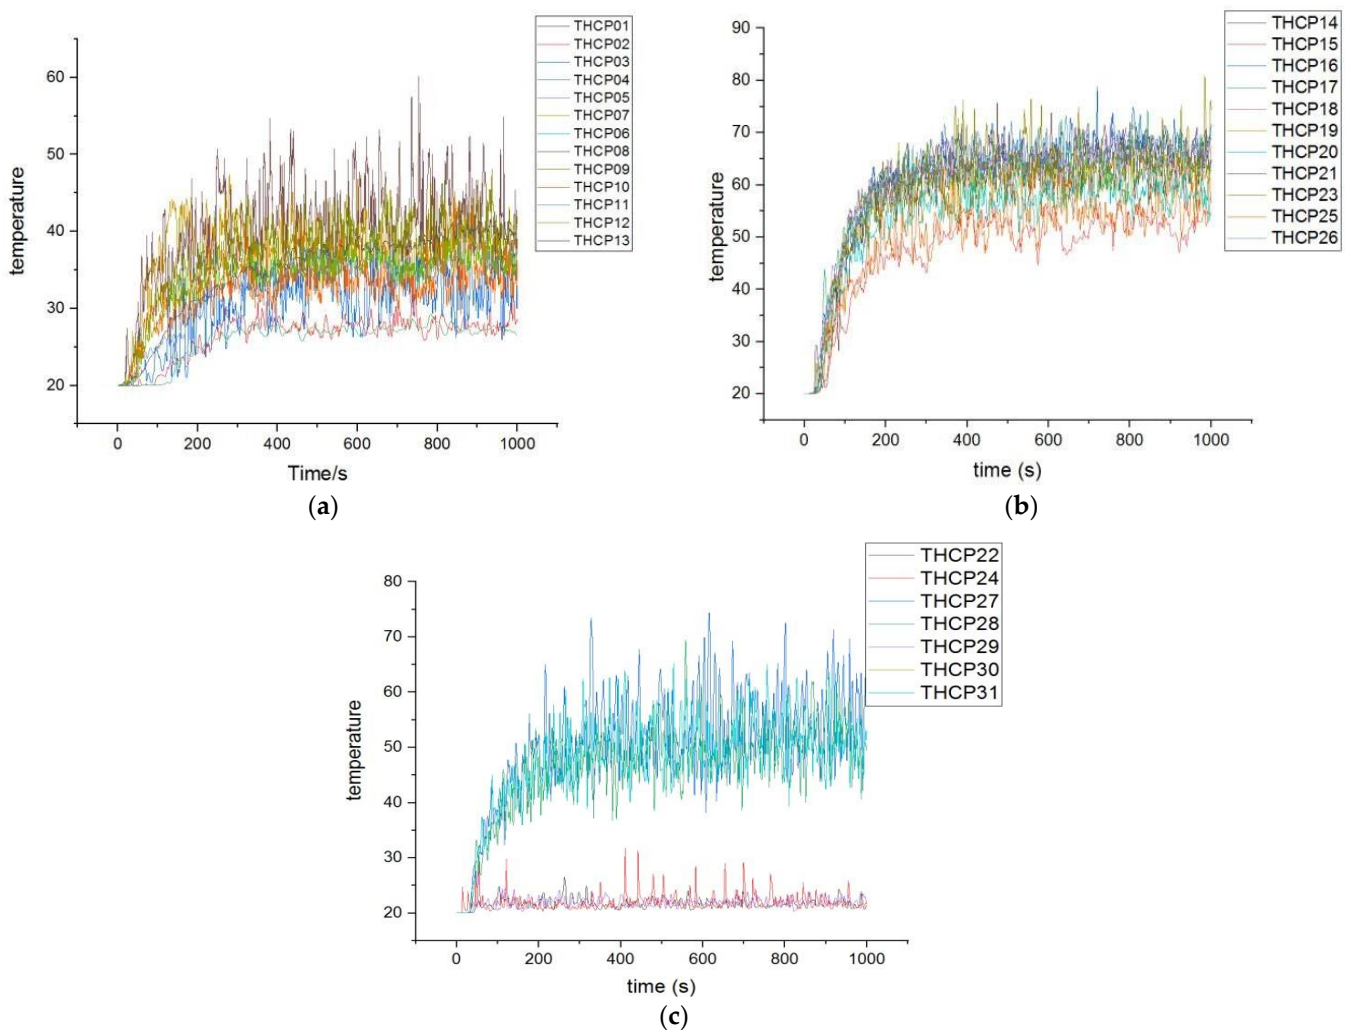 THCP01
THCP02
THCP03
THCP04
THCP05
THCP07
THCP06
THCP08
THCP09
THCP10
THCP11
THCP12
THCP13
60
50
40
30
20
temperature
0 200 400 600 800 1000
Time/s
(a)
THCP14
THCP15
THCP16
THCP17
THCP18
THCP19
THCP20
THCP21
THCP23
THCP25
THCP26
90
80
70
60
50
40
30
20
temperature
0 200 400 600 800 1000
time (s)
(b)
THCP22
THCP24
THCP27
THCP28
THCP29
THCP30
THCP31
80
70
60
50
40
30
20
temperature
0 200 400 600 800 1000
time (s)
(c)